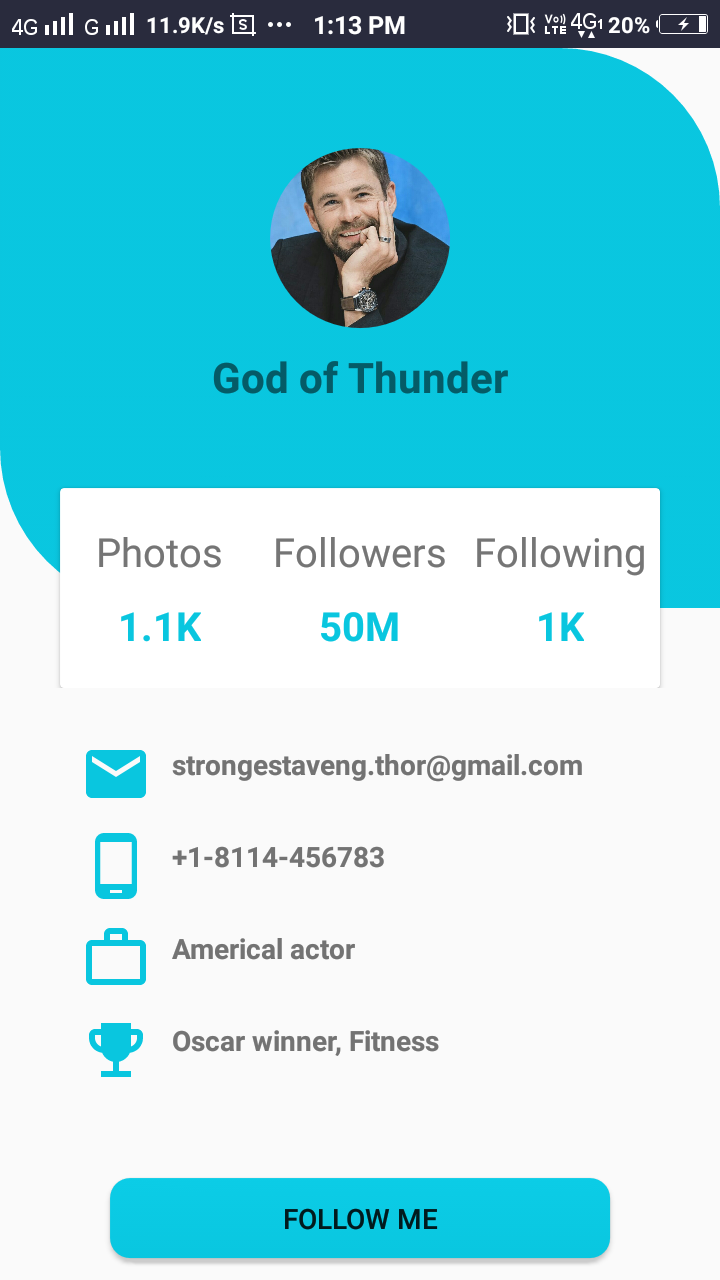 4G G 11.9K/s S ... 1:13 PM Vo)) LTE 4G1 20%
God of Thunder
Photos Followers Following
1.1K 50M 1K
strongestaveng.thor@gmail.com
+1-8114-456783
Americal actor
Oscar winner, Fitness
FOLLOW ME